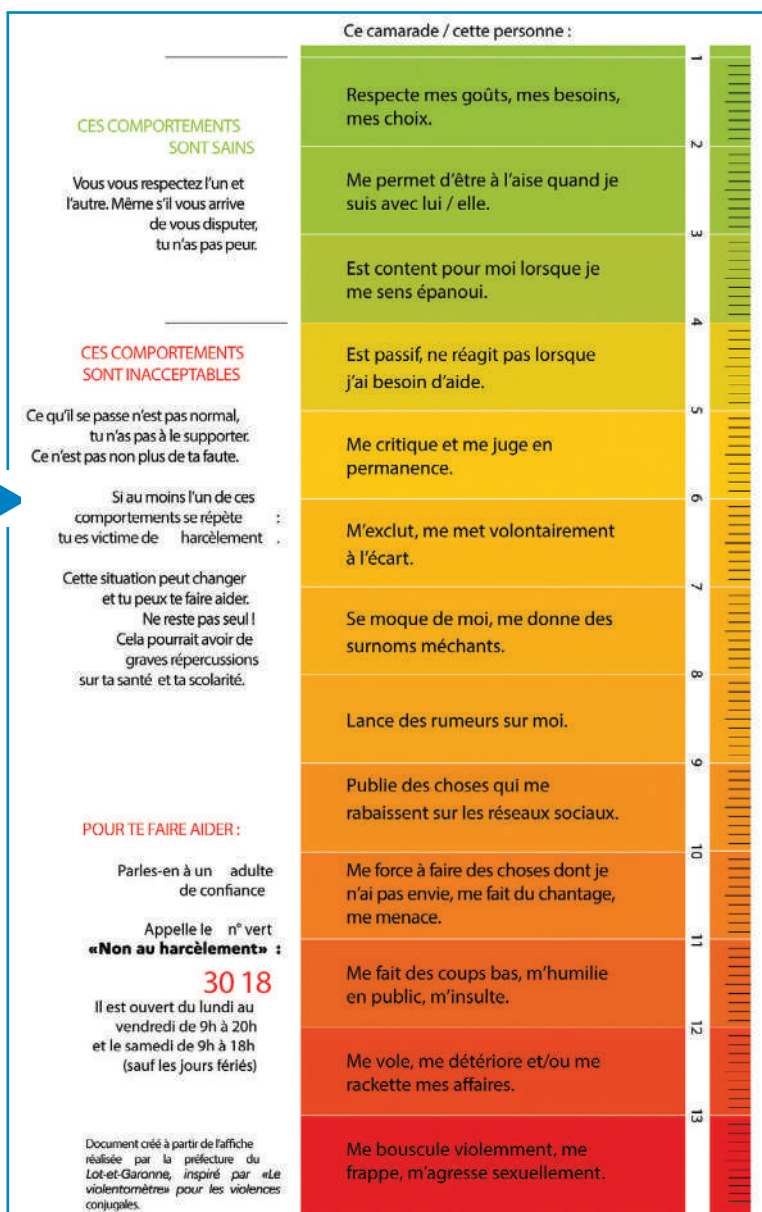 Ce camarade / cette personne :
CES COMPORTEMENTS
SONT SAINS
Vous vous respectez l'un et
l'autre. Même s'il vous arrive
de vous disputer,
tu n'as pas peur.
CES COMPORTEMENTS
SONT INACCEPTABLES
Ce qu'il se passe n'est pas normal,
tu n'as pas à le supporter.
Ce n'est pas non plus de ta faute.
Si au moins l'un de ces
comportements se répète :
tu es victime de harcèlement .
Cette situation peut changer
et tu peux te faire aider.
Ne reste pas seul !
Cela pourrait avoir de
graves répercussions
sur ta santé et ta scolarité.
POUR TE FAIRE AIDER :
Parles-en à un adulte
de confiance
Appelle le n° vert
«Non au harcèlement» :
30 18
Il est ouvert du lundi au
vendredi de 9h à 20h
et le samedi de 9h à 18h
(sauf les jours fériés)
Document créé à partir de l'affiche
réalisée par la préfecture du
Lot-et-Garonne, inspiré par «Le
violentomètre» pour les violences
conjugales.
1
Respecte mes goûts, mes besoins,
mes choix.
2
Me permet d'être à l'aise quand je
suis avec lui / elle.
3
Est content pour moi lorsque je
me sens épanoui.
4
Est passif, ne réagit pas lorsque
j'ai besoin d'aide.
5
Me critique et me juge en
permanence.
6
M'exclut, me met volontairement
à l'écart.
7
Se moque de moi, me donne des
surnoms méchants.
8
Lance des rumeurs sur moi.
9
Publie des choses qui me
rabaissent sur les réseaux sociaux.
10
Me force à faire des choses dont je
n'ai pas envie, me fait du chantage,
me menace.
11
Me fait des coups bas, m'humilie
en public, m'insulte.
12
Me vole, me détériore et/ou me
rackette mes affaires.
13
Me bouscule violemment, me
frappe, m'agresse sexuellement.